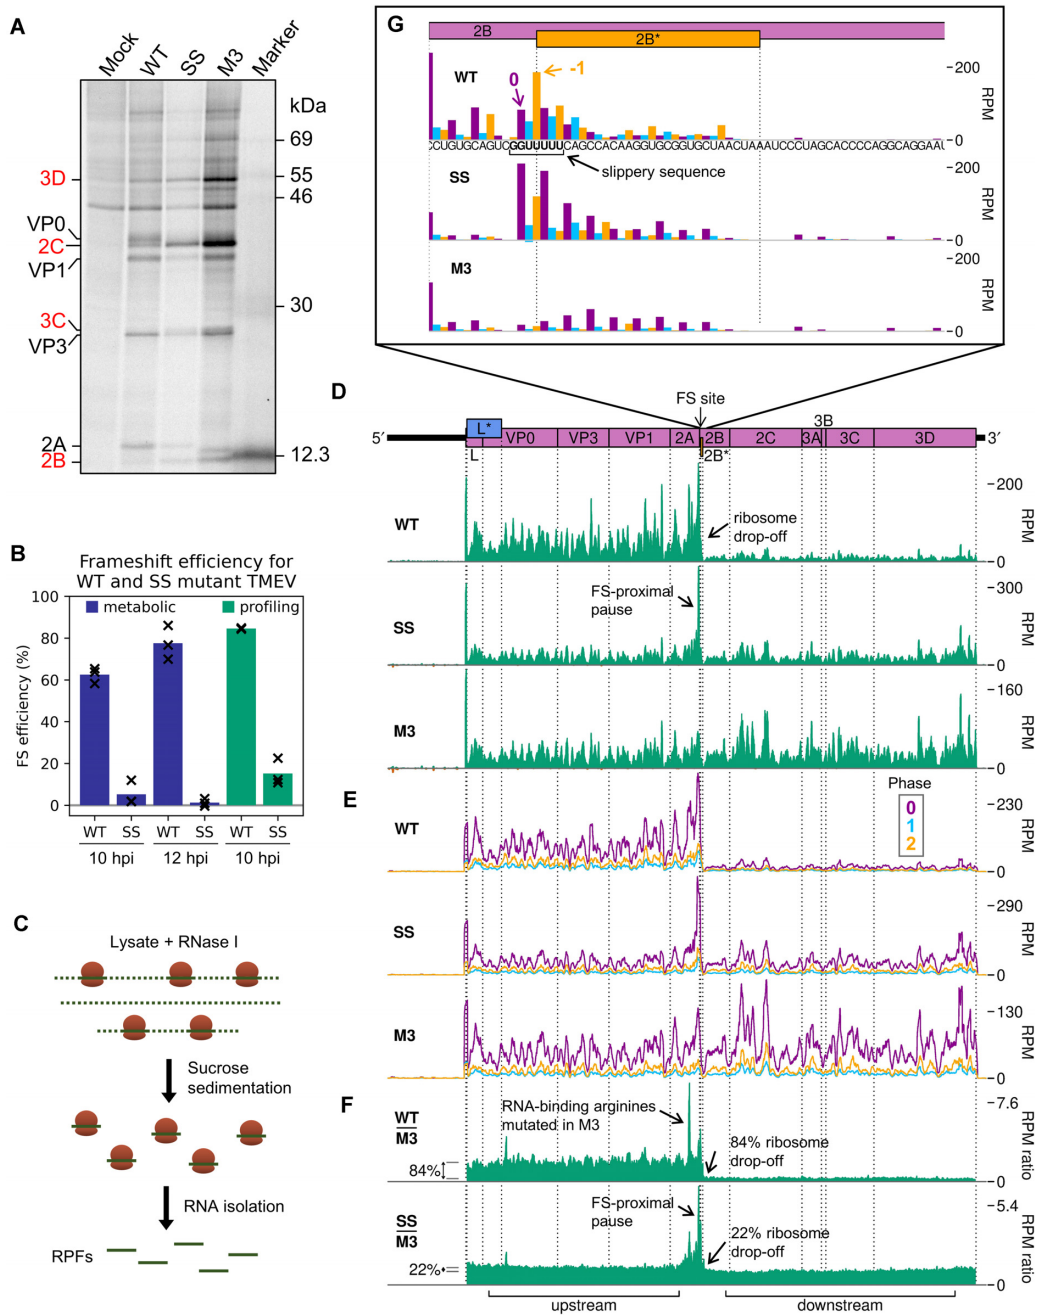 A
Mock
WT
SS
M3
Marker
kDa
69
55
46
30
12.3
3D
VP0
2C
VP1
3C
VP3
2A
2B
B
Frameshift efficiency for
WT and SS mutant TMEV
metabolic
profiling
FS efficiency (%)
100
80
60
40
20
0
WT SS WT SS WT SS
10 hpi 12 hpi 10 hpi
C
Lysate + RNase I
Sucrose
sedimentation
RNA isolation
RPFs
G
2B
2B*
WT
0
-1
200
0
RPM
CCUGUGCAGUCGGUUUUUCAGCCACAAGGUGCGGUGCUAACUAAAUCCCUAGCACCCCAGGCAGGAAU
slippery sequence
SS
200
0
RPM
M3
200
0
RPM
D
FS site
5′
L*
L
VP0
VP3
VP1
2A
2B
2B*
2C
3A
3B
3C
3D
3′
WT
ribosome
drop-off
200
0
RPM
SS
FS-proximal
pause
300
0
RPM
M3
160
0
RPM
E
Phase
0
1
2
WT
230
0
RPM
SS
290
0
RPM
M3
130
0
RPM
F
WT
M3
RNA-binding arginines
mutated in M3
84%
84% ribosome
drop-off
7.6
0
RPM ratio
SS
M3
FS-proximal
pause
22%
22% ribosome
drop-off
5.4
0
RPM ratio
upstream
downstream